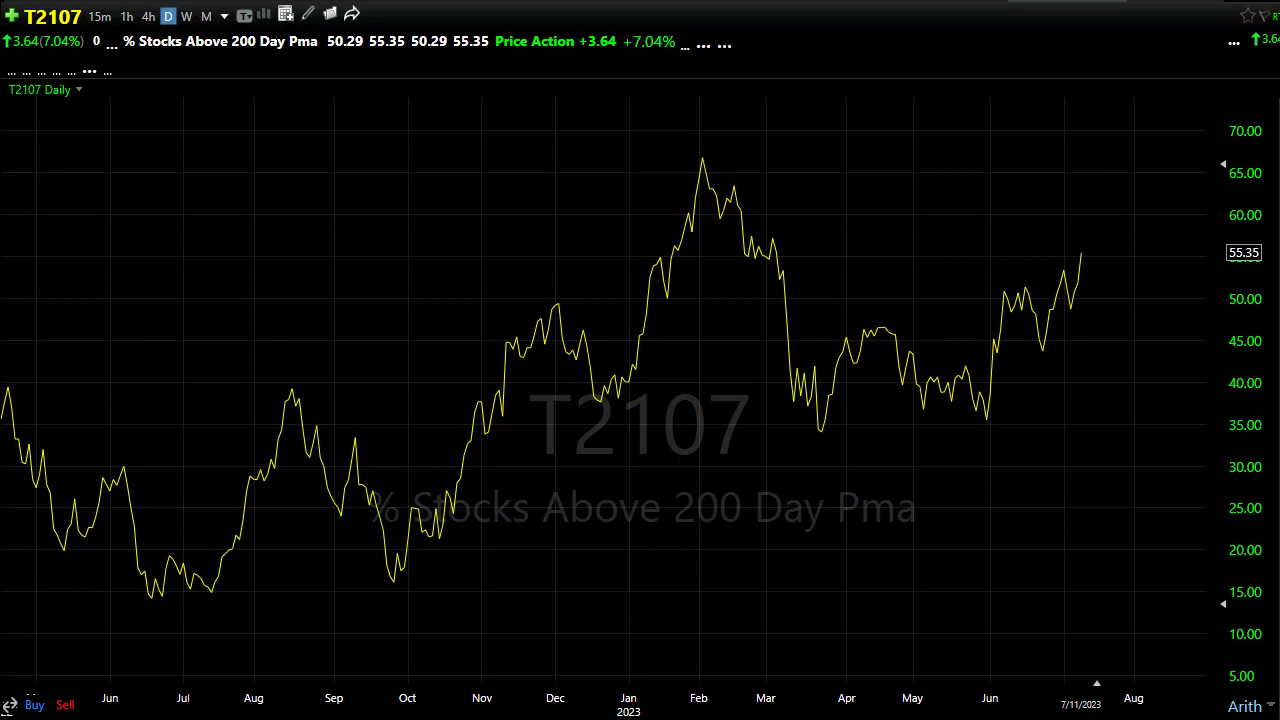 T2107 15m 1h 4h D W M
3.64(7.04%) 0 ... % Stocks Above 200 Day Pma 50.29 55.35 50.29 55.35 Price Action +3.64 +7.04% ... ... ... ... 3.64
... ... ... ... ... ... ...
T2107 Daily
70.00
65.00
60.00
55.35
50.00
45.00
40.00
35.00
30.00
25.00
20.00
15.00
10.00
5.00
T2107
% Stocks Above 200 Day Pma
Jun Jul Aug Sep Oct Nov Dec Jan Feb Mar Apr May Jun Aug
2023
7/11/2023
Buy Sell
Arith